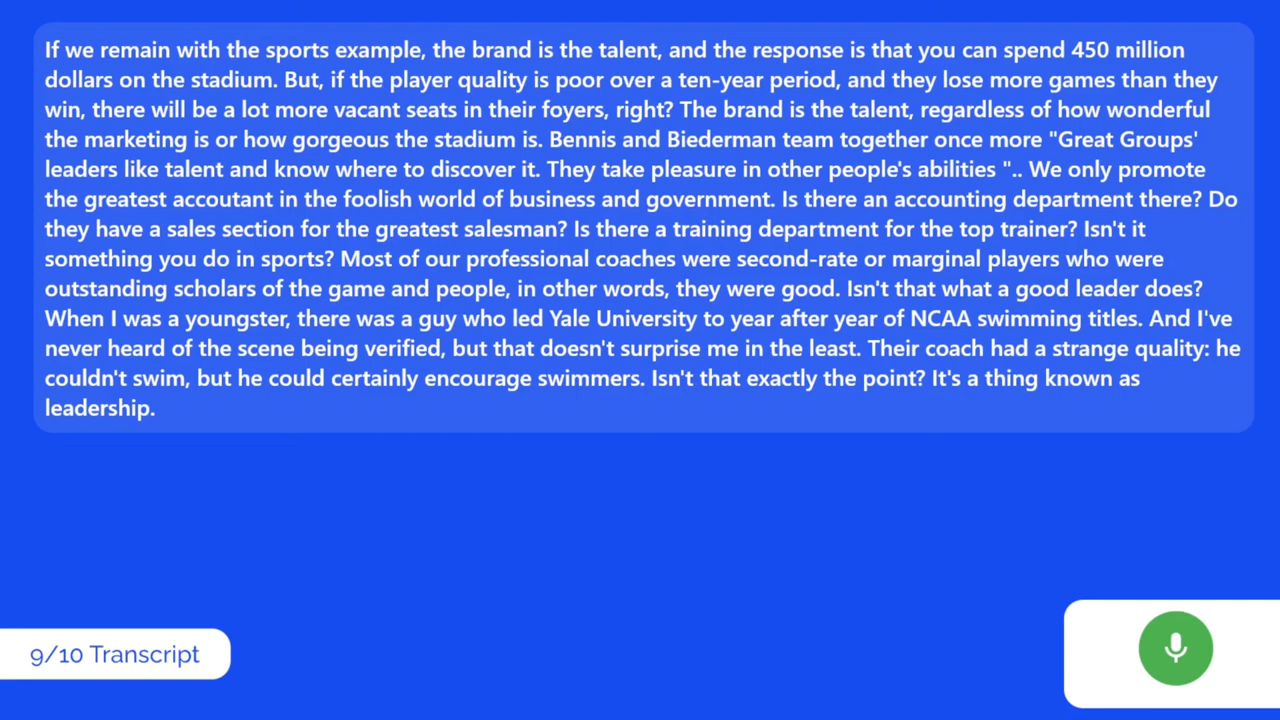 If we remain with the sports example, the brand is the talent, and the response is that you can spend 450 million
dollars on the stadium. But, if the player quality is poor over a ten-year period, and they lose more games than they
win, there will be a lot more vacant seats in their foyers, right? The brand is the talent, regardless of how wonderful
the marketing is or how gorgeous the stadium is. Bennis and Biederman team together once more "Great Groups'
leaders like talent and know where to discover it. They take pleasure in other people's abilities ".. We only promote
the greatest accoutant in the foolish world of business and government. Is there an accounting department there? Do
they have a sales section for the greatest salesman? Is there a training department for the top trainer? Isn't it
something you do in sports? Most of our professional coaches were second-rate or marginal players who were
outstanding scholars of the game and people, in other words, they were good. Isn't that what a good leader does?
When I was a youngster, there was a guy who led Yale University to year after year of NCAA swimming titles. And I've
never heard of the scene being verified, but that doesn't surprise me in the least. Their coach had a strange quality: he
couldn't swim, but he could certainly encourage swimmers. Isn't that exactly the point? It's a thing known as
leadership.
9/10 Transcript